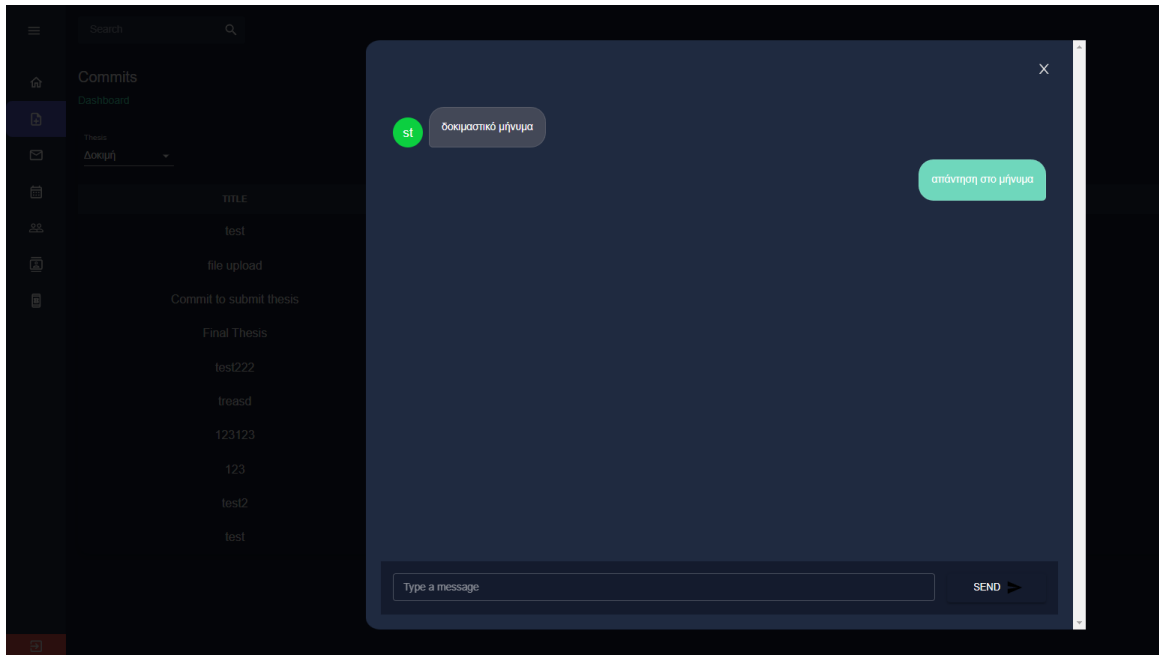 Search
Commits
Dashboard
Thesis
Δοκιμή
TITLE
test
file upload
Commit to submit thesis
Final Thesis
test222
treasd
123123
123
test2
test
X
st
δοκιμαστικό μήνυμα
απάντηση στο μήνυμα
Type a message
SEND